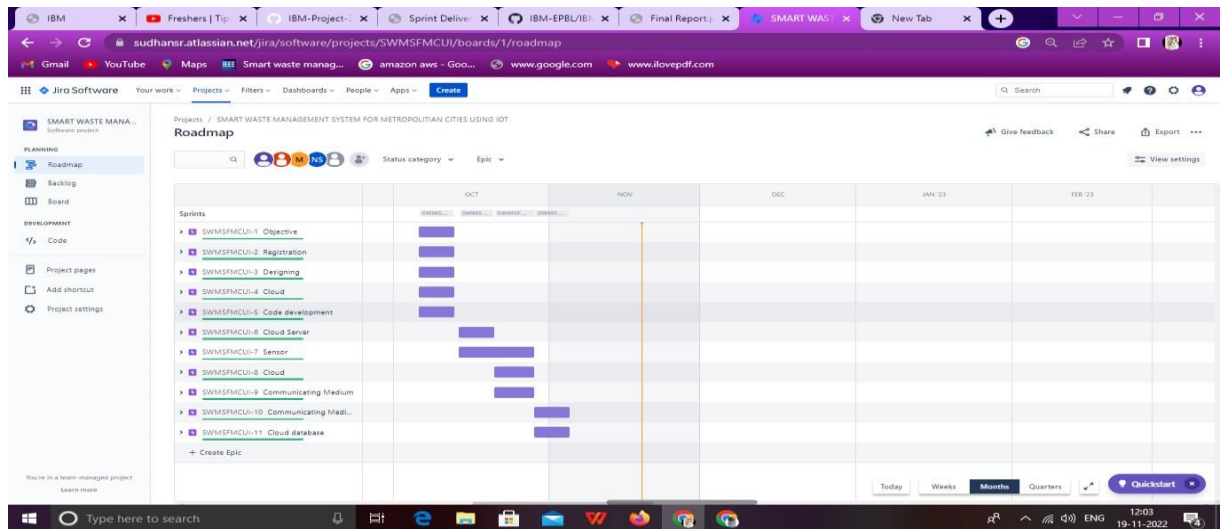 IBM
Freshers | Tip
IBM-Project-
Sprint Deliver
IBM-EPBL/IBM
Final Report.p
SMART WAST
New Tab
sudhansr.atlassian.net/jira/software/projects/SWMSFMCUI/boards/1/roadmap
Gmail YouTube Maps IEEE Smart waste manag... amazon aws - Goo... www.google.com www.ilovepdf.com
Jira Software Your work Projects Filters Dashboards People Apps Create Search
SMART WASTE MANA...
Software project
PLANNING
Roadmap
Backlog
Board
DEVELOPMENT
Code
Project pages
Add shortcut
Project settings
You're in a team-managed project
Learn more
Projects / SMART WASTE MANAGEMENT SYSTEM FOR METROPOLITIAN CITIES USING IOT
Roadmap
Give feedback Share Export
M NS Status category Epic View settings
OCT NOV DEC JAN '23 FEB '23
Sprints SWMS... SWMS... SWMSF... SWMS...
SWMSFMCUI-1 Objective
SWMSFMCUI-2 Registration
SWMSFMCUI-3 Designing
SWMSFMCUI-4 Cloud
SWMSFMCUI-5 Code development
SWMSFMCUI-6 Cloud Server
SWMSFMCUI-7 Sensor
SWMSFMCUI-8 Cloud
SWMSFMCUI-9 Communicating Medium
SWMSFMCUI-10 Communicating Medi...
SWMSFMCUI-11 Cloud database
+ Create Epic
Today Weeks Months Quarters Quickstart
Type here to search
ENG
12:03
19-11-2022